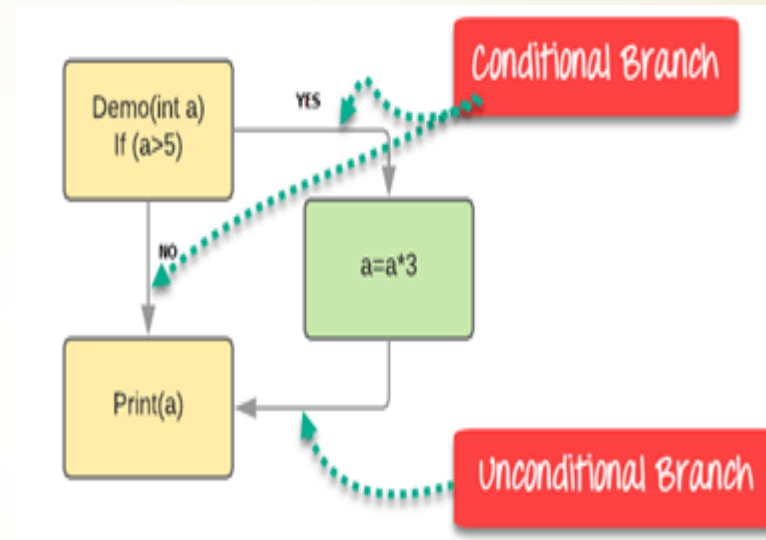 Conditional Branch
Demo(int a)
If (a>5)
YES
NO
a=a*3
Print(a)
Unconditional Branch